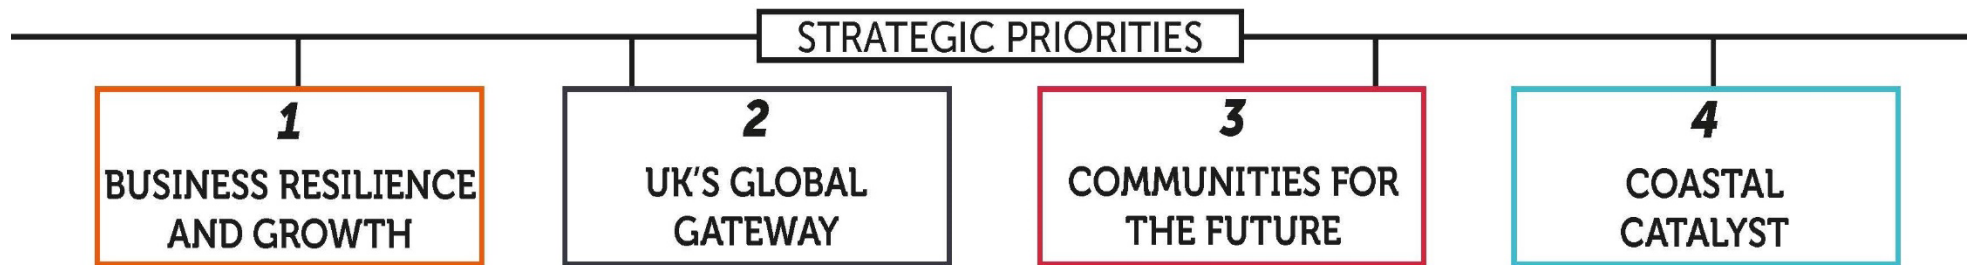 STRATEGIC PRIORITIES
1
BUSINESS RESILIENCE
AND GROWTH
2
UK'S GLOBAL
GATEWAY
3
COMMUNITIES FOR
THE FUTURE
4
COASTAL
CATALYST